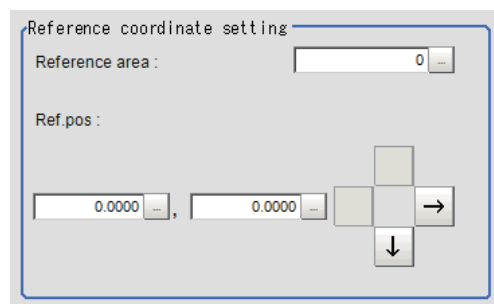 Reference coordinate setting
Reference area : 0 ...
Ref.pos :
0.0000 ... , 0.0000 ... →
↓